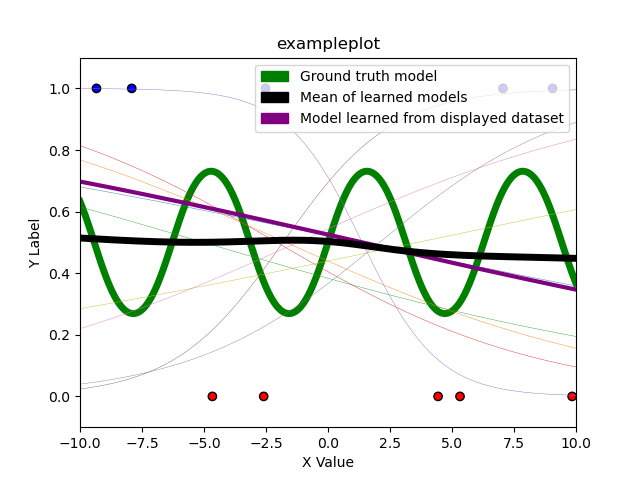 exampleplot
Ground truth model
Mean of learned models
Model learned from displayed dataset
Y Label
1.0
0.8
0.6
0.4
0.2
0.0
−10.0 −7.5 −5.0 −2.5 0.0 2.5 5.0 7.5 10.0
X Value